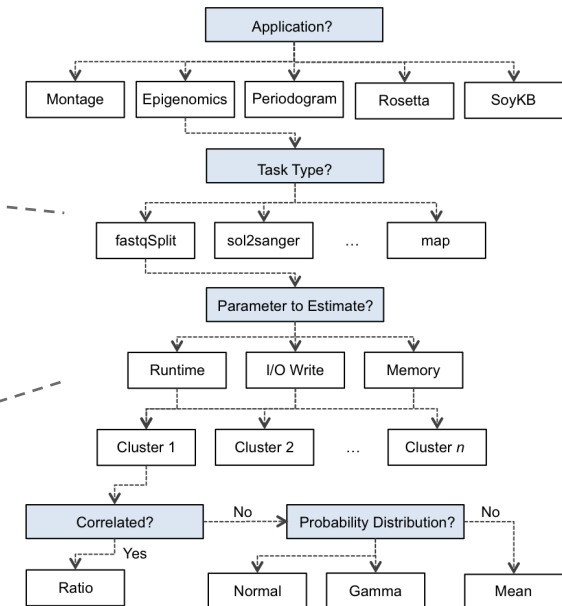 Application?
Montage
Epigenomics
Periodogram
Rosetta
SoyKB
Task Type?
fastqSplit
sol2sanger
...
map
Parameter to Estimate?
Runtime
I/O Write
Memory
Cluster 1
Cluster 2
...
Cluster n
Correlated?
No
Probability Distribution?
No
Yes
Ratio
Normal
Gamma
Mean